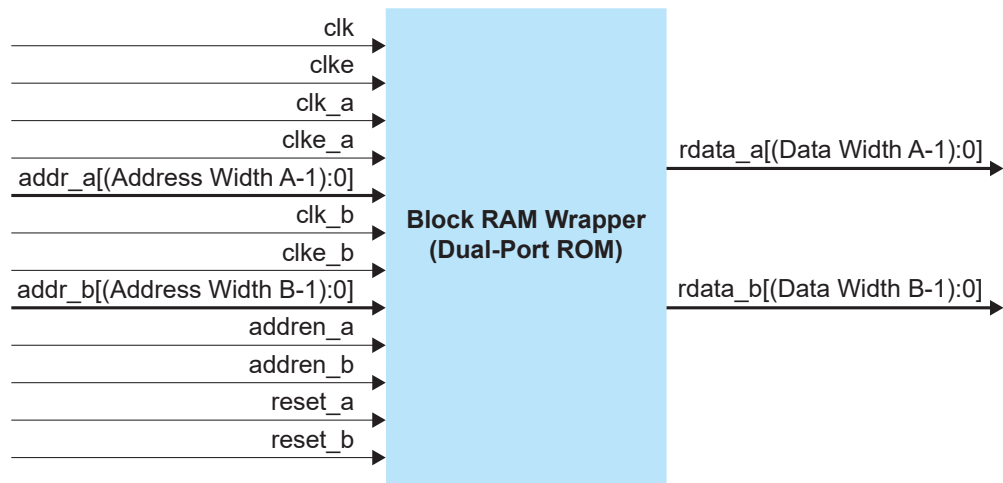 clk
clke
clk_a
clke_a
addr_a[(Address Width A-1):0]
clk_b
clke_b
addr_b[(Address Width B-1):0]
addren_a
addren_b
reset_a
reset_b
Block RAM Wrapper
(Dual-Port ROM)
rdata_a[(Data Width A-1):0]
rdata_b[(Data Width B-1):0]